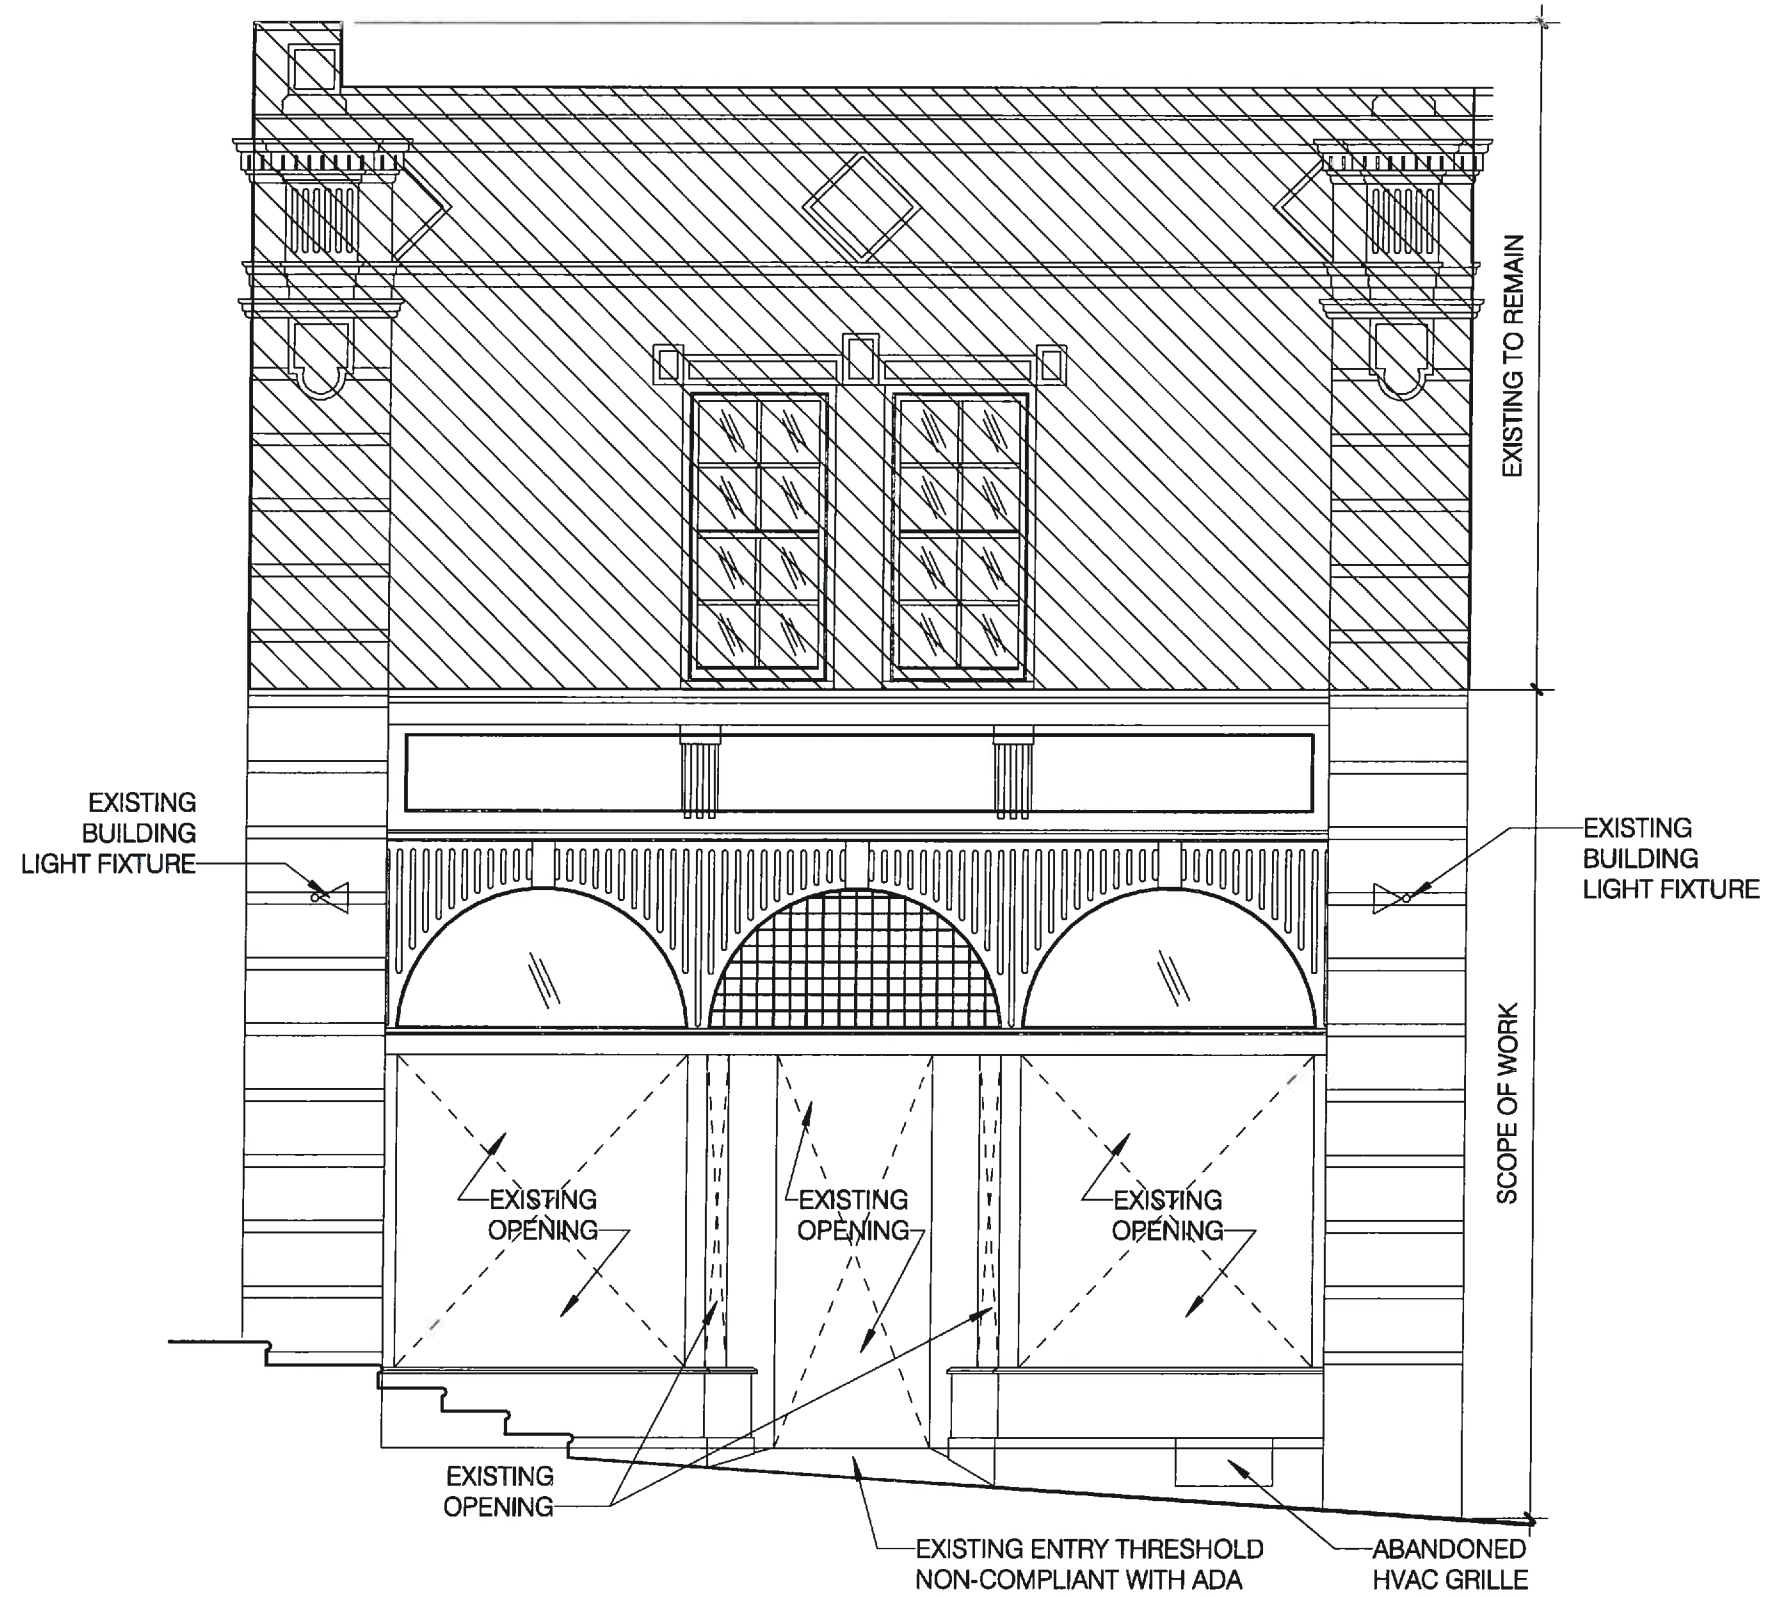 EXISTING TO REMAIN
EXISTING
BUILDING
LIGHT FIXTURE
EXISTING
BUILDING
LIGHT FIXTURE
SCOPE OF WORK
EXISTING
OPENING
EXISTING
OPENING
EXISTING
OPENING
EXISTING
OPENING
EXISTING ENTRY THRESHOLD
NON-COMPLIANT WITH ADA
ABANDONED
HVAC GRILLE